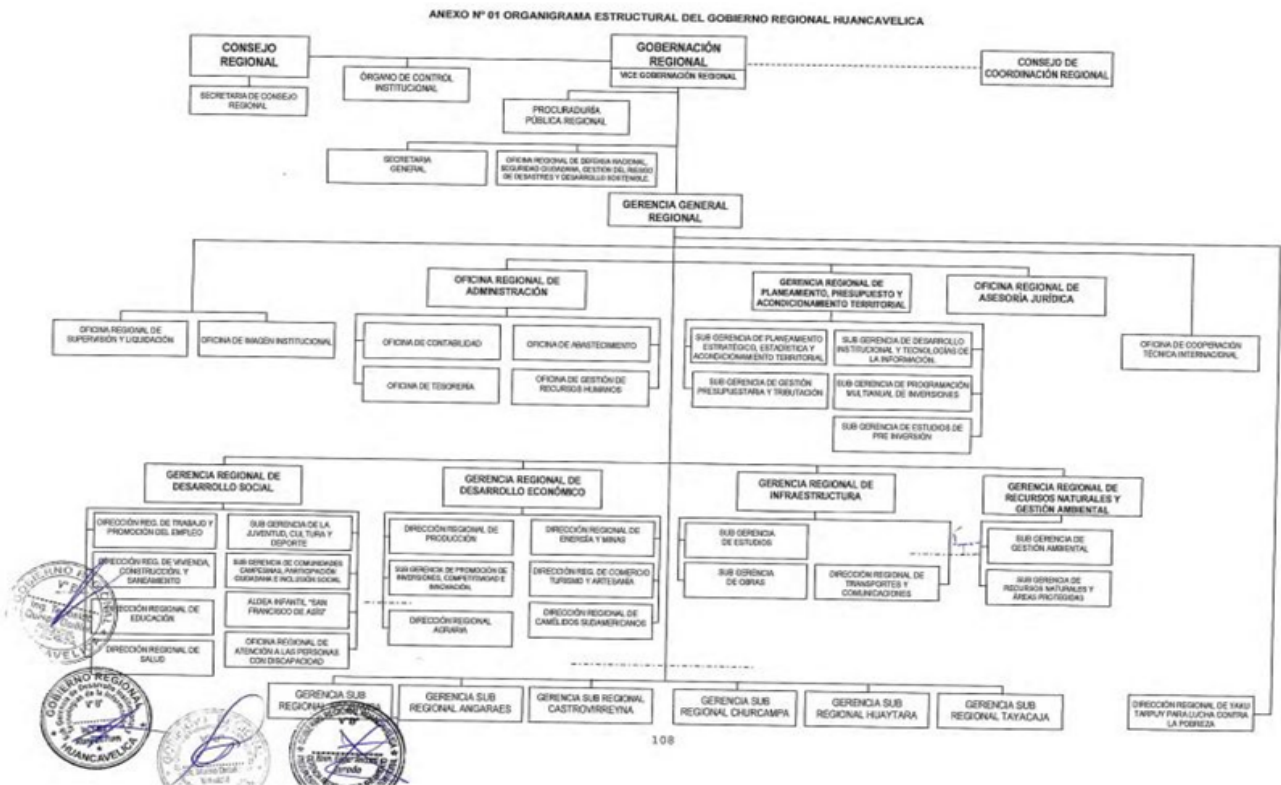 ANEXO N° 01 ORGANIGRAMA ESTRUCTURAL DEL GOBIERNO REGIONAL HUANCAVELICA
CONSEJO
REGIONAL
SECRETARIA DE CONSEJO
REGIONAL
ÓRGANO DE CONTROL
INSTITUCIONAL
GOBERNACIÓN
REGIONAL
VICE GOBERNACIÓN REGIONAL
CONSEJO DE
COORDINACIÓN REGIONAL
PROCURADURÍA
PÚBLICA REGIONAL
SECRETARIA
GENERAL
OFICINA REGIONAL DE DEFENSA NACIONAL,
SEGURIDAD CIUDADANA, GESTIÓN DEL RIESGO
DE DESASTRES Y DESARROLLO SOSTENIBLE.
GERENCIA GENERAL
REGIONAL
OFICINA REGIONAL DE
SUPERVISIÓN Y LIQUIDACIÓN
OFICINA DE IMAGEN INSTITUCIONAL
OFICINA REGIONAL DE
ADMINISTRACIÓN
OFICINA DE CONTABILIDAD
OFICINA DE ABASTECIMIENTO
OFICINA DE TESORERÍA
OFICINA DE GESTIÓN DE
RECURSOS HUMANOS
GERENCIA REGIONAL DE
PLANEAMIENTO, PRESUPUESTO Y
ACONDICIONAMIENTO TERRITORIAL
SUB GERENCIA DE PLANEAMIENTO
ESTRATÉGICO, ESTADÍSTICA Y
ACONDICIONAMIENTO TERRITORIAL
SUB GERENCIA DE DESARROLLO
INSTITUCIONAL Y TECNOLOGÍAS DE
LA INFORMACIÓN.
SUB GERENCIA DE GESTIÓN
PRESUPUESTARIA Y TRIBUTACIÓN
SUB GERENCIA DE PROGRAMACIÓN
MULTIANUAL DE INVERSIONES
SUB GERENCIA DE ESTUDIOS DE
PRE INVERSIÓN
OFICINA REGIONAL DE
ASESORÍA JURÍDICA
OFICINA DE COOPERACIÓN
TÉCNICA INTERNACIONAL
GERENCIA REGIONAL DE
DESARROLLO SOCIAL
DIRECCIÓN REG. DE TRABAJO Y
PROMOCIÓN DEL EMPLEO
SUB GERENCIA DE LA
JUVENTUD, CULTURA Y
DEPORTE
DIRECCIÓN REG. DE VIVIENDA,
CONSTRUCCIÓN, Y
SANEAMIENTO
SUB GERENCIA DE COMUNIDADES
CAMPESINAS, PARTICIPACIÓN
CIUDADANA E INCLUSIÓN SOCIAL
DIRECCIÓN REGIONAL DE
EDUCACIÓN
ALDEA INFANTIL "SAN
FRANCISCO DE ASIS"
DIRECCIÓN REGIONAL DE
SALUD
OFICINA REGIONAL DE
ATENCIÓN A LAS PERSONAS
CON DISCAPACIDAD
GERENCIA REGIONAL DE
DESARROLLO ECONÓMICO
DIRECCIÓN REGIONAL DE
PRODUCCIÓN
DIRECCIÓN REGIONAL DE
ENERGÍA Y MINAS
SUB GERENCIA DE PROMOCIÓN DE
INVERSIONES, COMPETITIVIDAD E
INNOVACIÓN.
DIRECCIÓN REG. DE COMERCIO
TURISMO Y ARTESANÍA
DIRECCIÓN REGIONAL
AGRARIA
DIRECCIÓN REGIONAL DE
CAMÉLIDOS SUDAMERICANOS
GERENCIA REGIONAL DE
INFRAESTRUCTURA
SUB GERENCIA
DE ESTUDIOS
SUB GERENCIA
DE OBRAS
DIRECCIÓN REGIONAL DE
TRANSPORTES Y
COMUNICACIONES
GERENCIA REGIONAL DE
RECURSOS NATURALES Y
GESTIÓN AMBIENTAL
SUB GERENCIA DE
GESTIÓN AMBIENTAL
SUB GERENCIA DE
RECURSOS NATURALES Y
ÁREAS PROTEGIDAS
GERENCIA SUB
REGIONAL
GERENCIA SUB
REGIONAL ANGARAES
GERENCIA SUB REGIONAL
CASTROVIRREYNA
GERENCIA SUB
REGIONAL CHURCAMPA
GERENCIA SUB
REGIONAL HUAYTARA
GERENCIA SUB
REGIONAL TAYACAJA
DIRECCIÓN REGIONAL DE YAKU
TARPUY PARA LUCHA CONTRA
LA POBREZA
GOBIERNO REGIONAL
V° B°
HUANCAVELICA
108